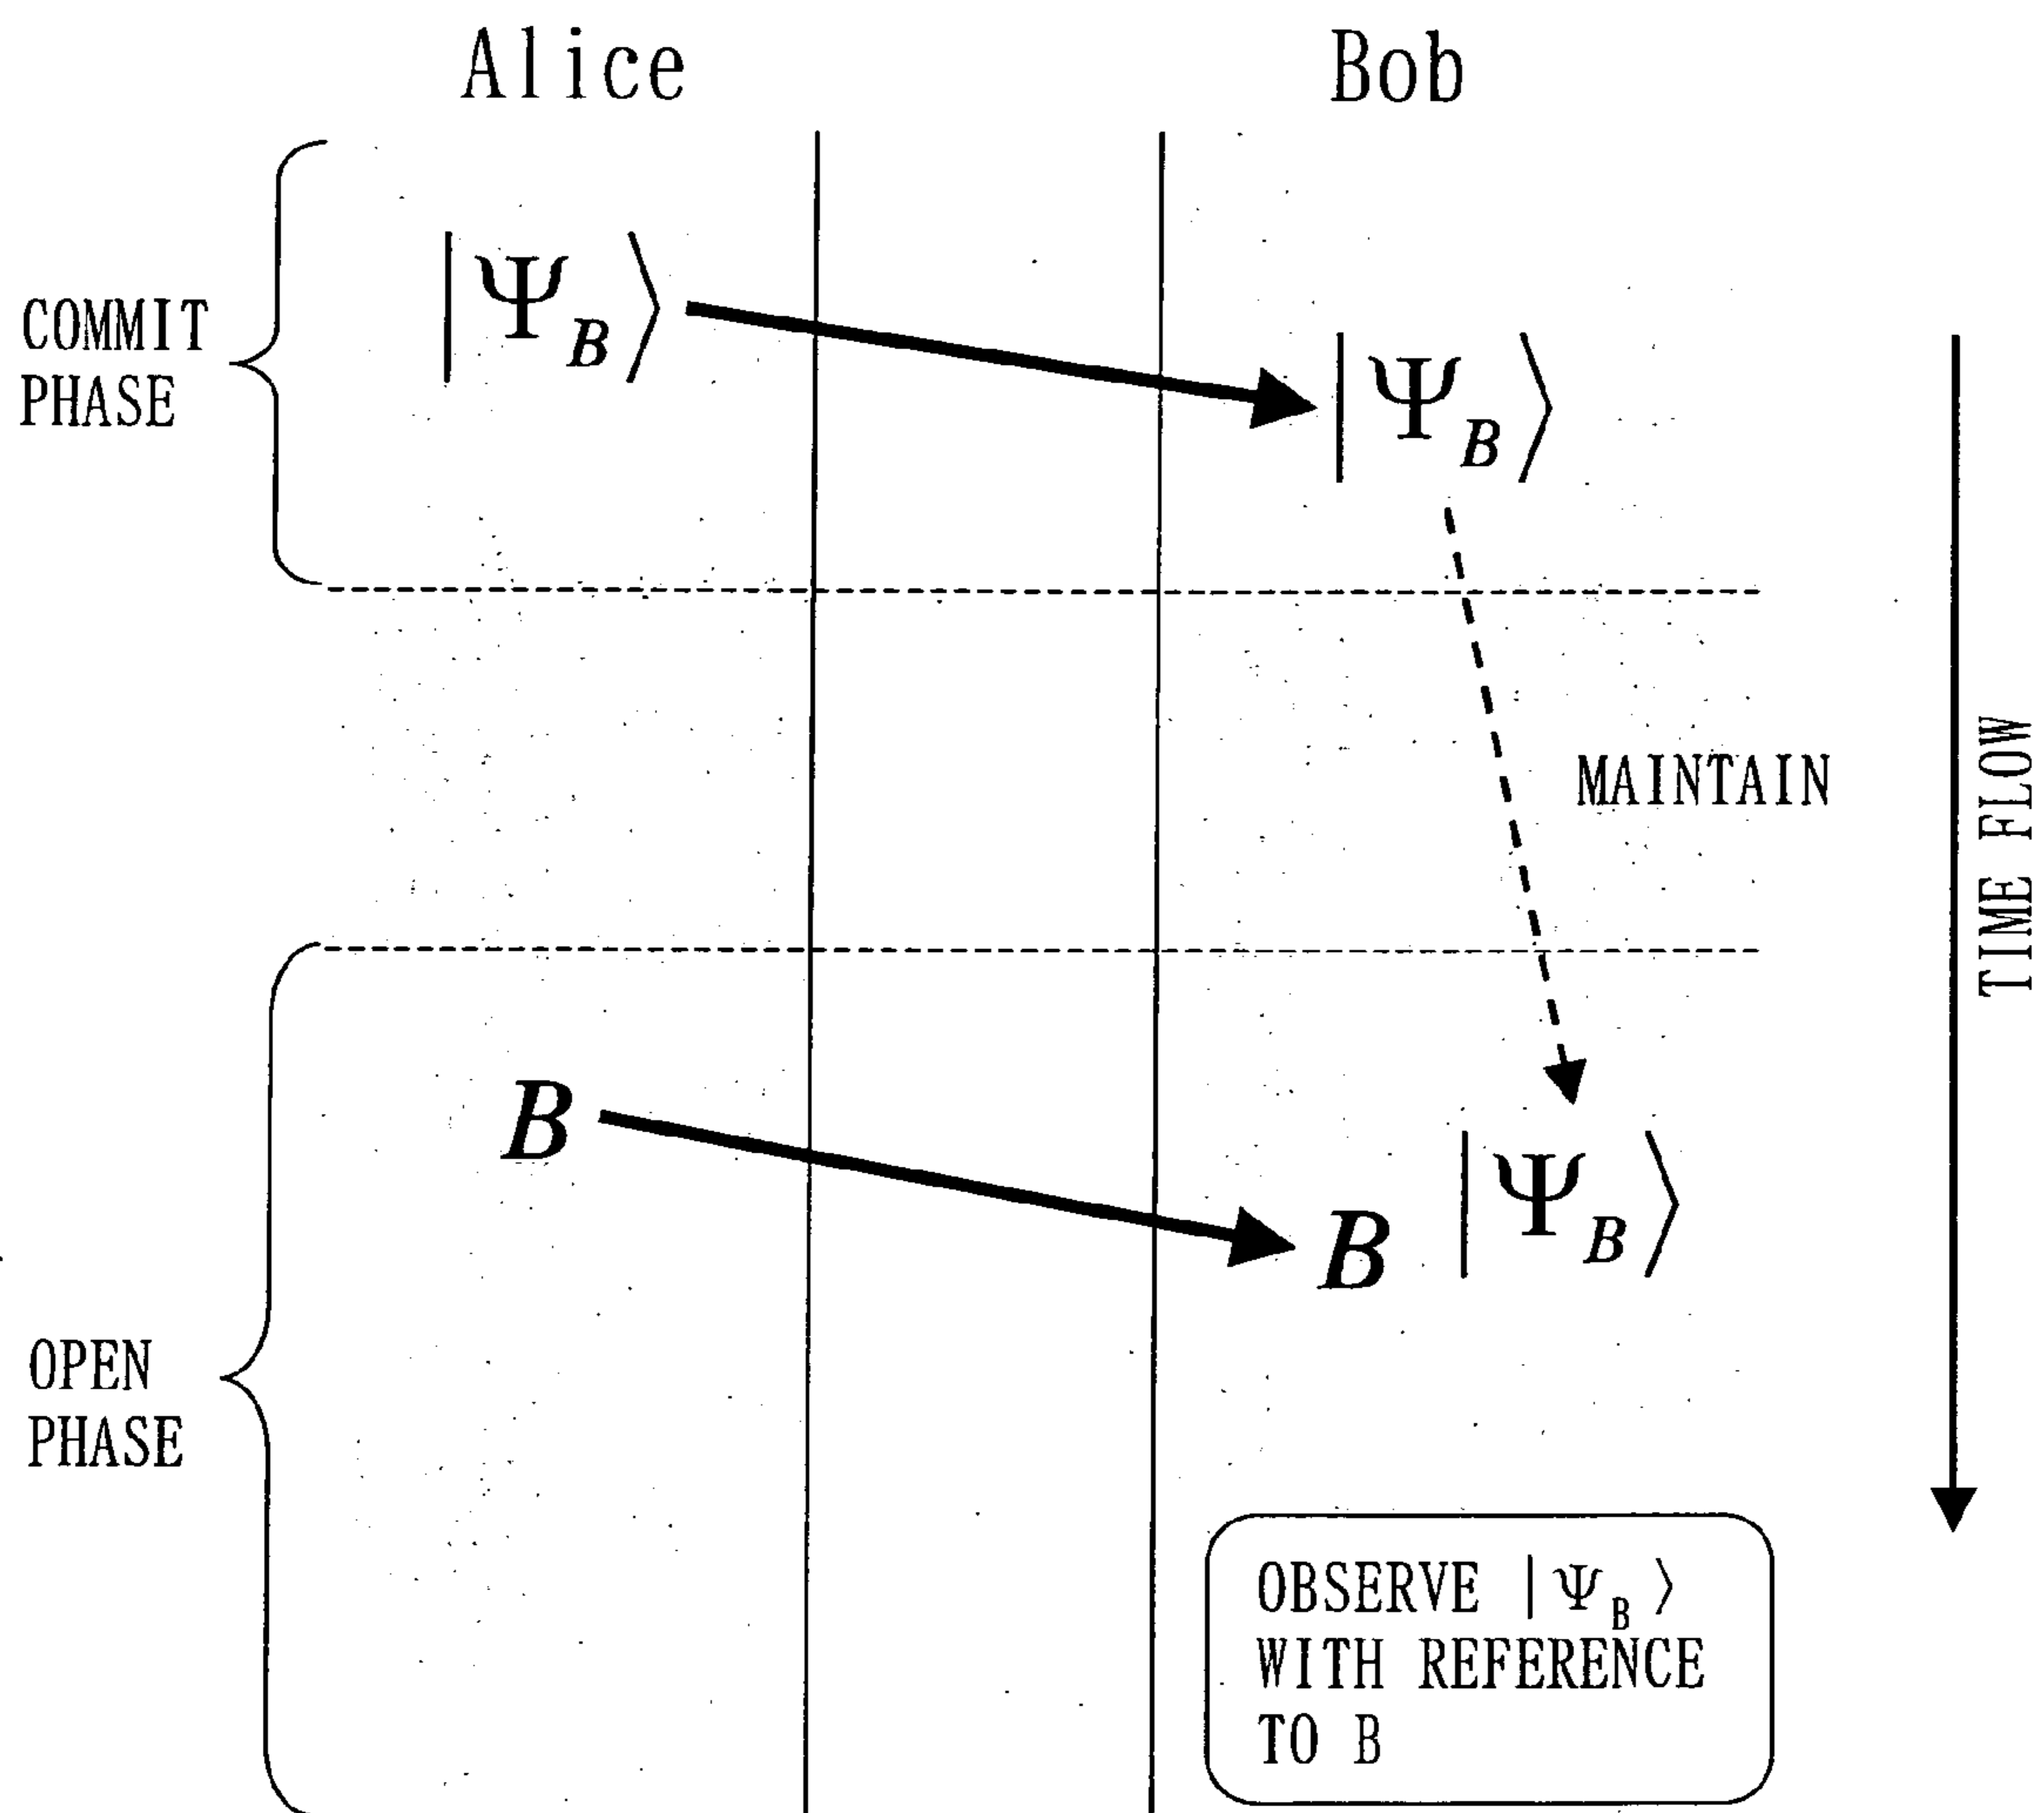 Alice
Bob
COMMIT
PHASE
|Ψ_B⟩
|Ψ_B⟩
MAINTAIN
TIME FLOW
OPEN
PHASE
B
B |Ψ_B⟩
OBSERVE |Ψ_B⟩
WITH REFERENCE
TO B